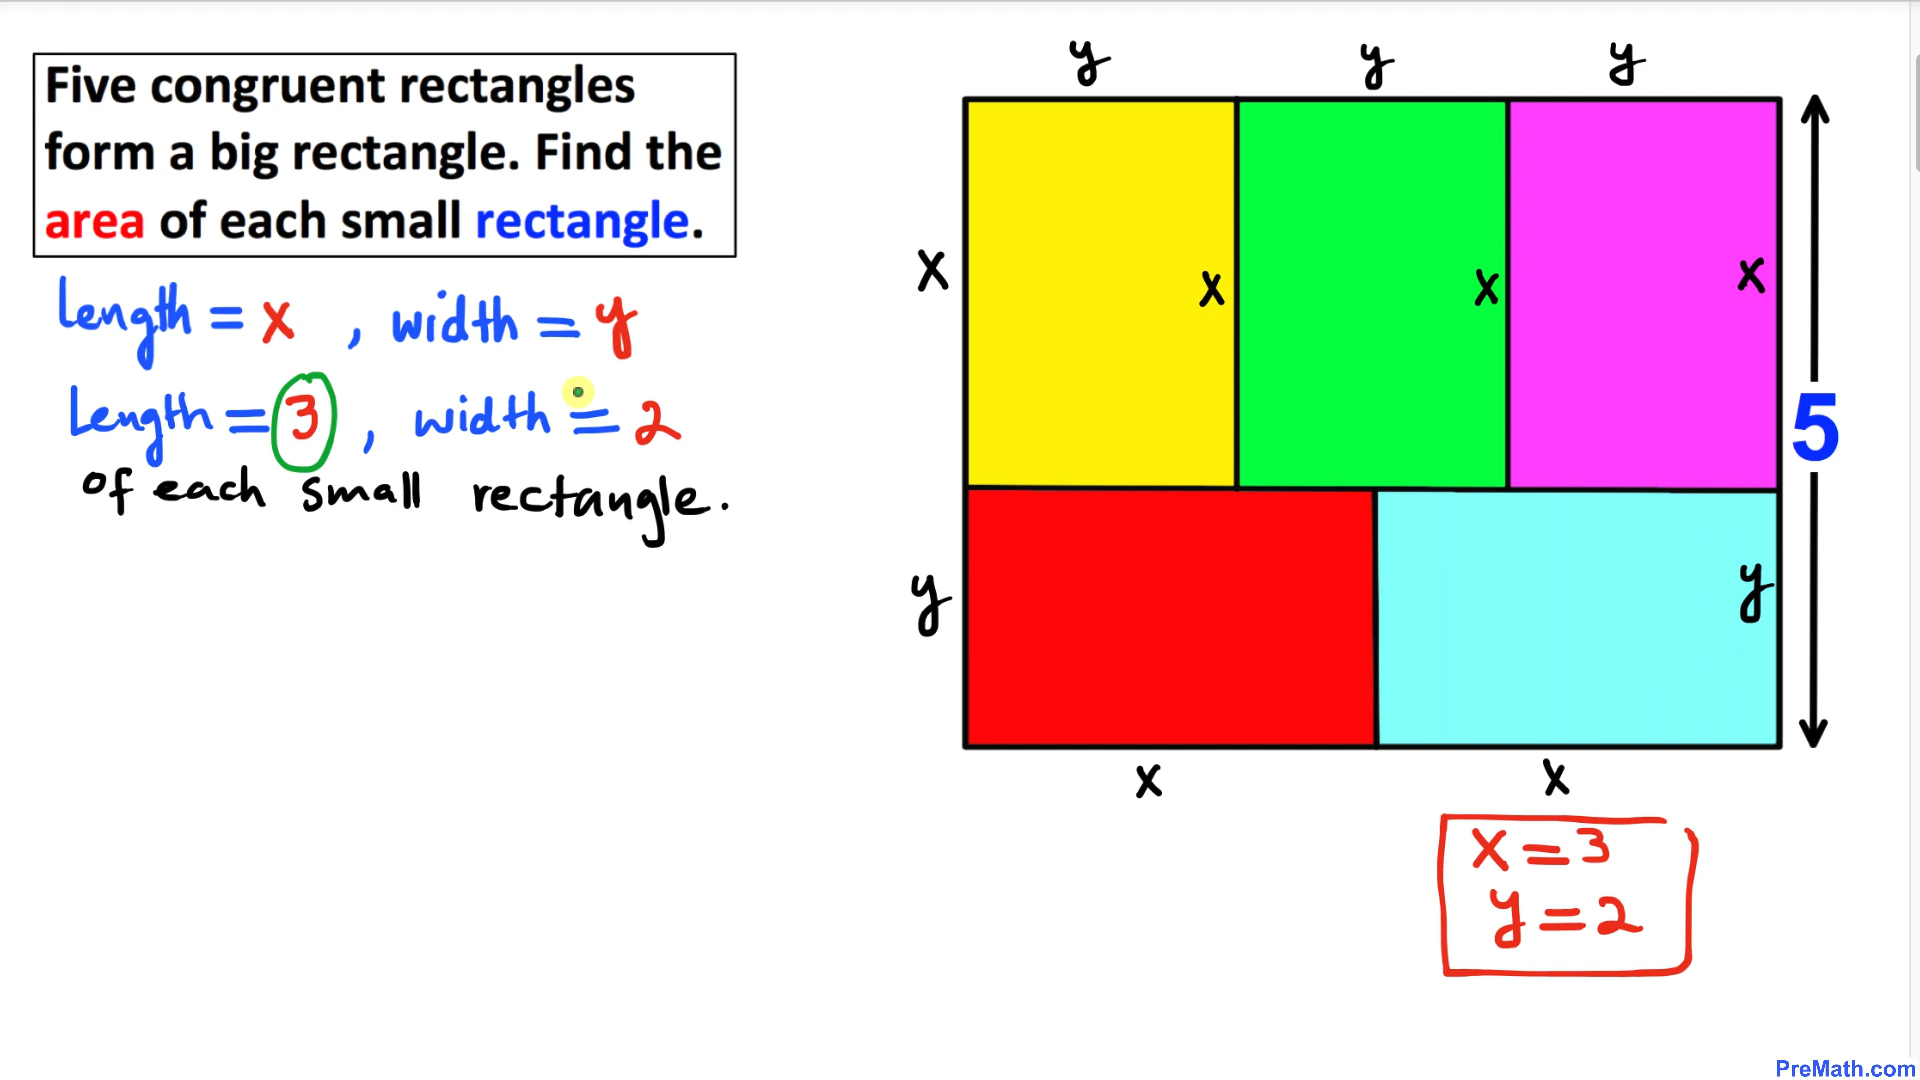 Five congruent rectangles
form a big rectangle. Find the
area of each small rectangle.
Length = x , width = y
Length = 3 , width = 2
of each small rectangle.
y y y
x x x x
5
y y
x x
x = 3
y = 2
PreMath.com